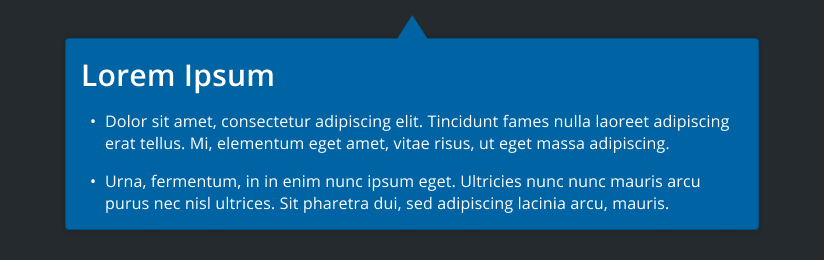 Lorem Ipsum
• Dolor sit amet, consectetur adipiscing elit. Tincidunt fames nulla laoreet adipiscing
erat tellus. Mi, elementum eget amet, vitae risus, ut eget massa adipiscing.
• Urna, fermentum, in in enim nunc ipsum eget. Ultricies nunc nunc mauris arcu
purus nec nisl ultrices. Sit pharetra dui, sed adipiscing lacinia arcu, mauris.